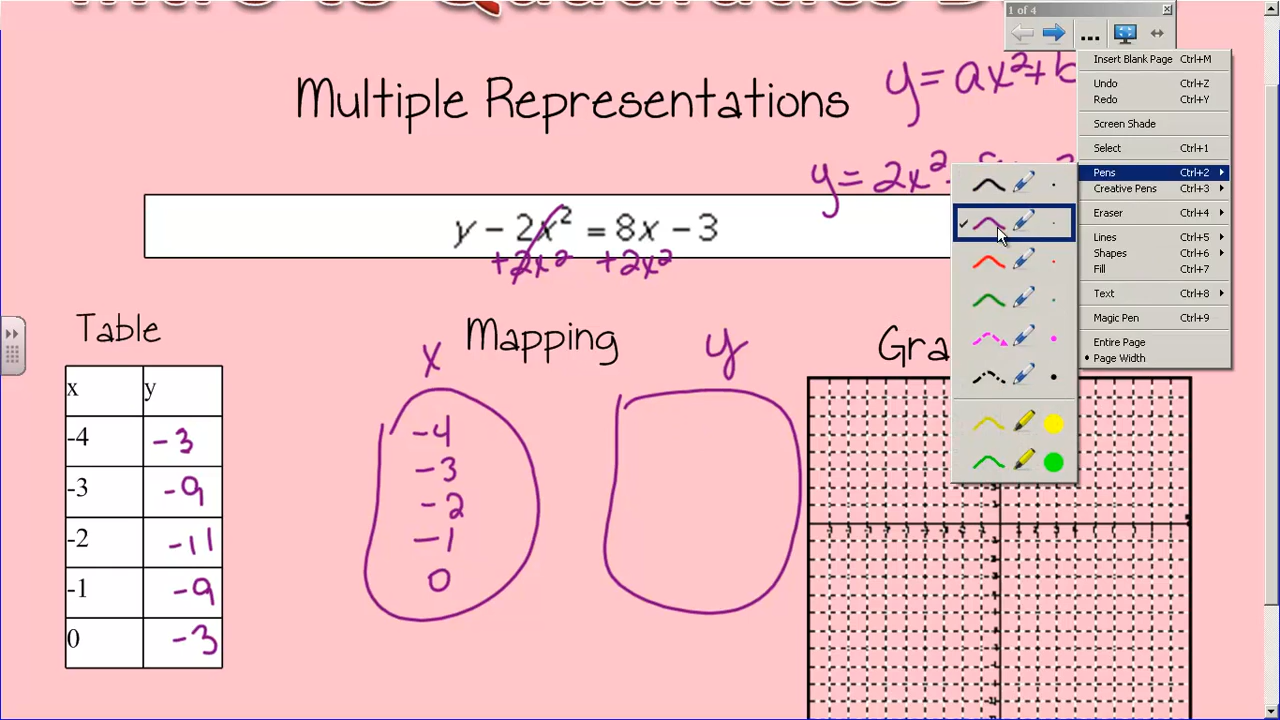 1 of 4
Insert Blank Page Ctrl+M
Undo Ctrl+Z
Redo Ctrl+Y
Screen Shade
Select Ctrl+1
Pens Ctrl+2
Creative Pens Ctrl+3
Eraser Ctrl+4
Lines Ctrl+5
Shapes Ctrl+6
Fill Ctrl+7
Text Ctrl+8
Magic Pen Ctrl+9
Entire Page
Page Width
Multiple Representations
y = ax² + b
y = 2x²
y − 2x² = 8x − 3
+2x² +2x²
Table
x y
-4 -3
-3 -9
-2 -11
-1 -9
0 -3
Mapping
x y
-4
-3
-2
-1
0
Gra